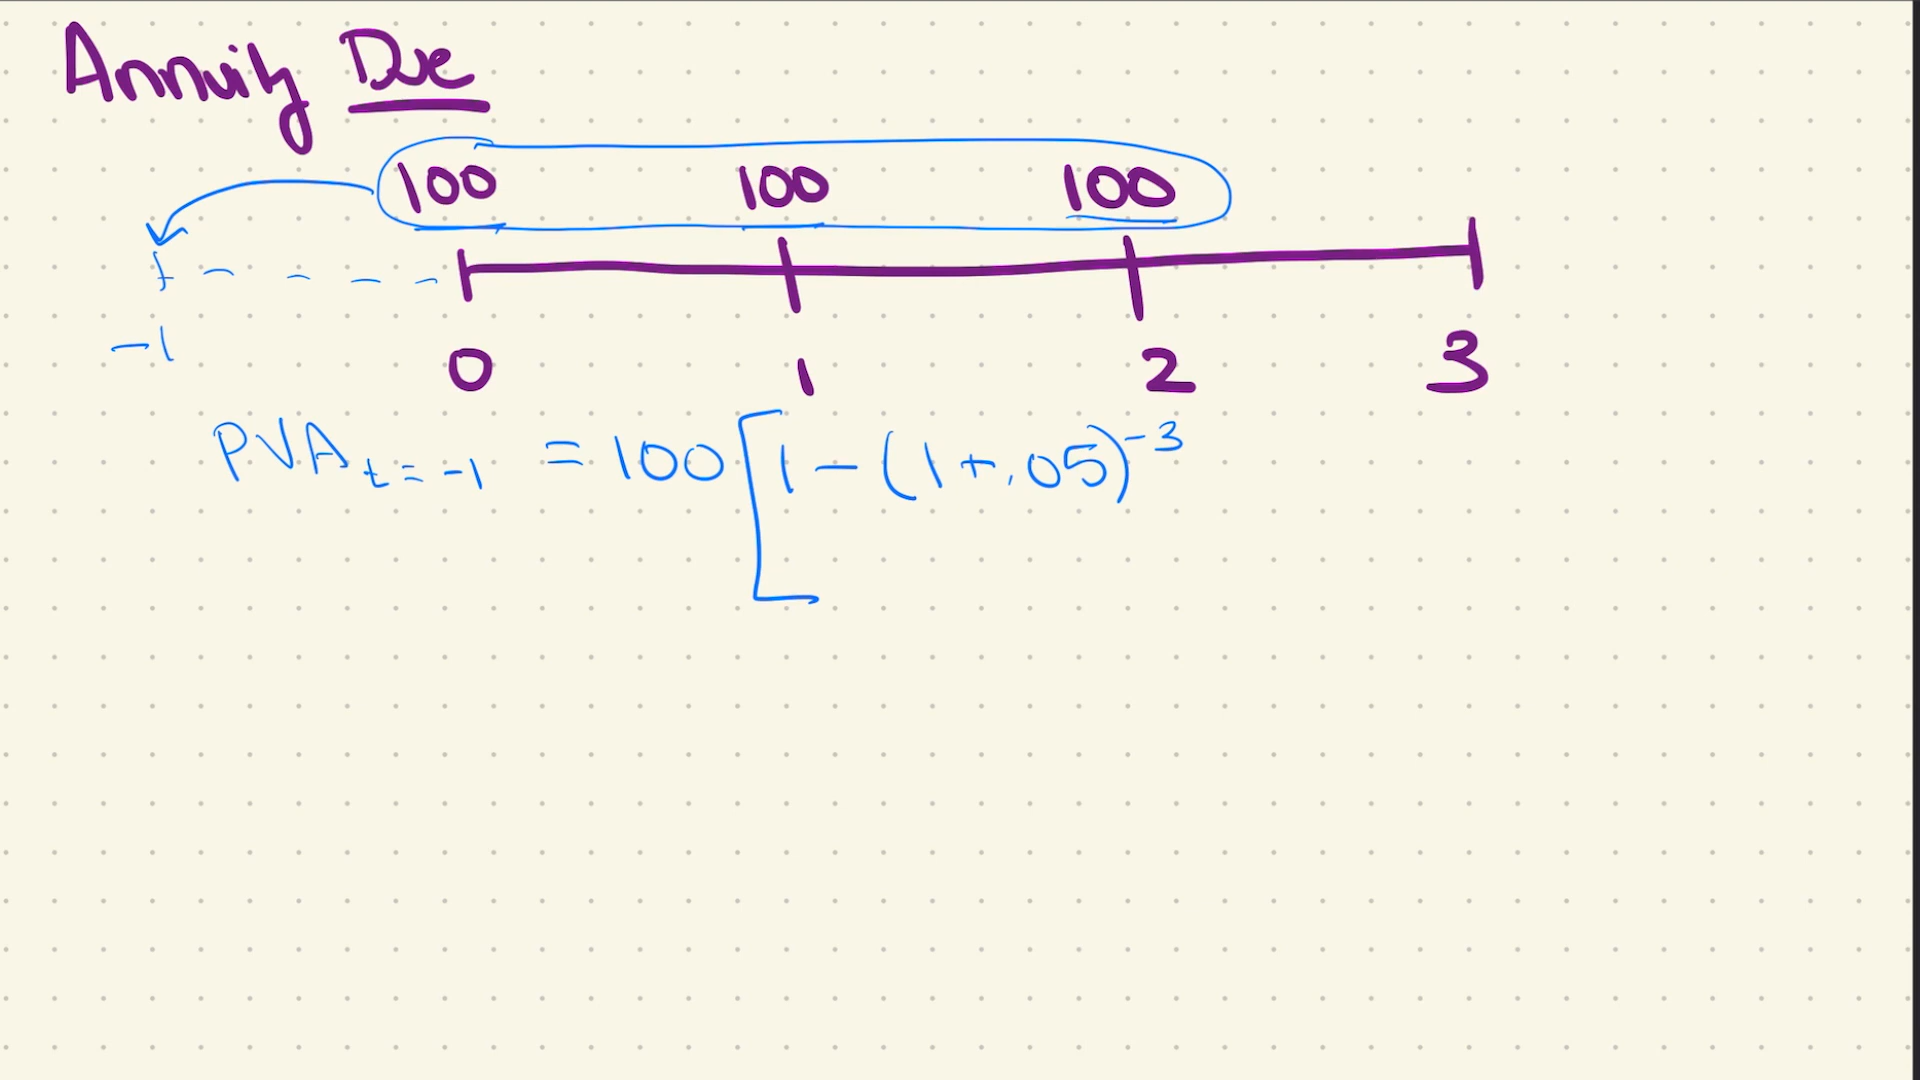 Annuity Due
100 100 100
-1 0 1 2 3
PVA t=-1 = 100[1-(1+.05)^-3